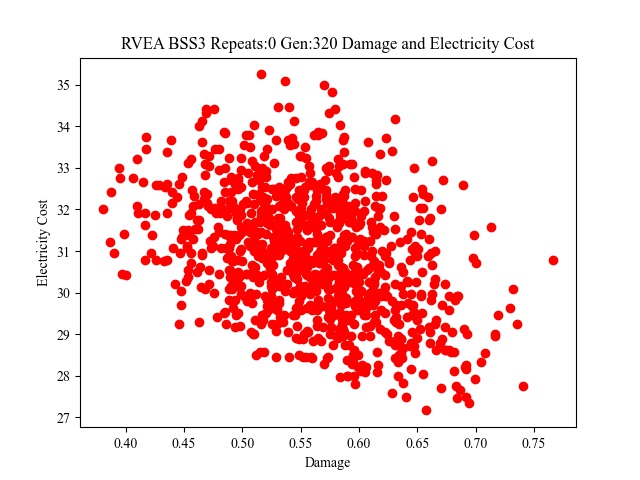 RVEA BSS3 Repeats:0 Gen:320 Damage and Electricity Cost
35
34
33
32
31
30
29
28
27
Electricity Cost
0.40 0.45 0.50 0.55 0.60 0.65 0.70 0.75
Damage